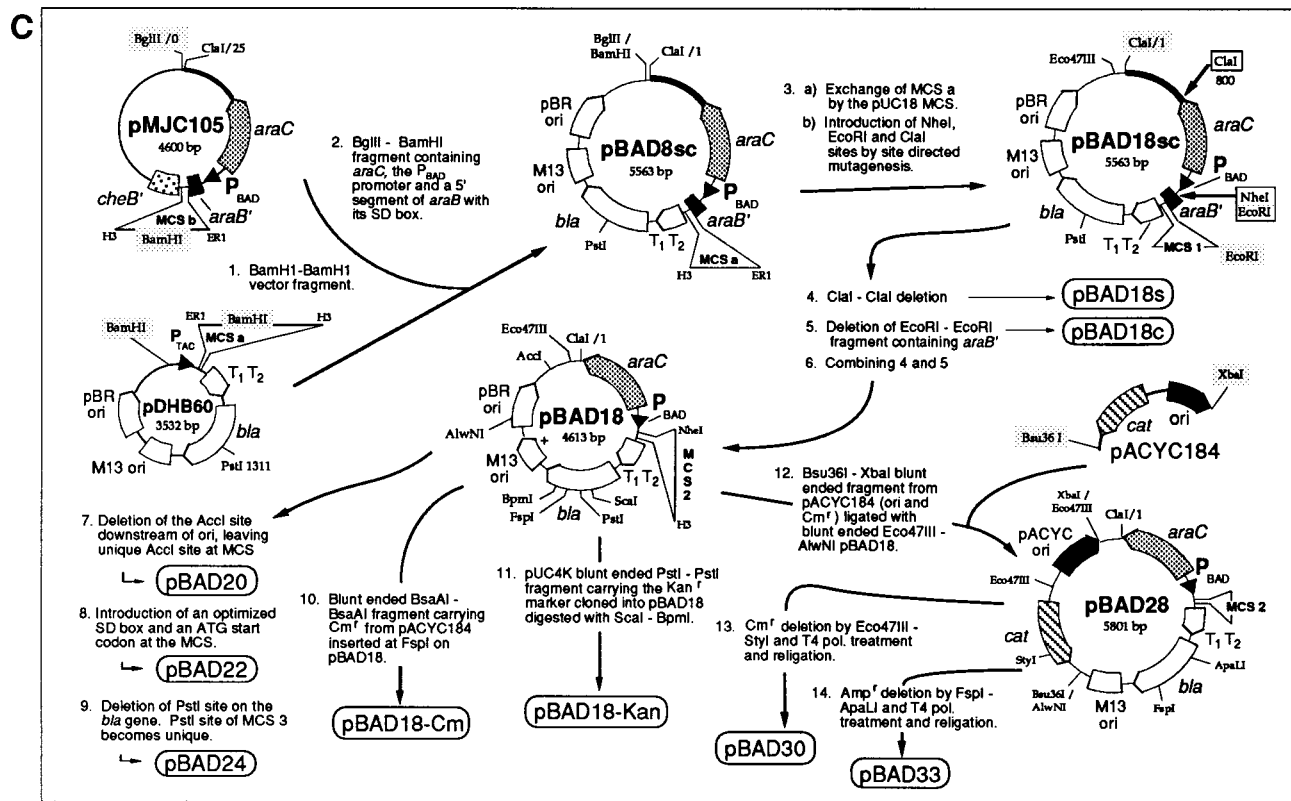 C
BglII/0
ClaI/25
pMJC105
4600 bp
araC
P BAD
cheB'
araB'
MCS b
H3
BamHI
ER1
1. BamH1-BamH1
vector fragment.
2. BglII - BamHI
fragment containing
araC, the P BAD
promoter and a 5'
segment of araB with
its SD box.
BglII /
BamHI
ClaI/1
pBR
ori
araC
pBAD8sc
5563 bp
M13
ori
P
BAD
bla
araB'
PstI
T1 T2
MCS a
H3
ER1
3. a) Exchange of MCS a
by the pUC18 MCS.
b) Introduction of NheI,
EcoRI and ClaI
sites by site directed
mutagenesis.
ClaI/1
Eco47III
ClaI
800
pBR
ori
araC
pBAD18sc
5563 bp
M13
ori
P
BAD
NheI
EcoRI
bla
araB'
PstI
T1 T2
MCS 1
EcoRI
4. ClaI - ClaI deletion
pBAD18s
5. Deletion of EcoRI - EcoRI
fragment containing araB'
pBAD18c
6. Combining 4 and 5
BamHI
ER1
BamHI
H3
P TAC
MCS a
T1 T2
pBR
ori
pDHB60
3532 bp
bla
M13 ori
PstI 1311
Eco47III
ClaI /1
AccI
araC
pBR
ori
pBAD18
4613 bp
P
BAD
NheI
AlwNI
+
M13
ori
T1 T2
MCS 2
BpmI
FspI
bla
ScaI
PstI
H3
XbaI
cat
ori
Bsu36 I
pACYC184
7. Deletion of the AccI site
downstream of ori, leaving
unique AccI site at MCS
pBAD20
8. Introduction of an optimized
SD box and an ATG start
codon at the MCS.
pBAD22
9. Deletion of PstI site on the
bla gene. PstI site of MCS 3
becomes unique.
pBAD24
10. Blunt ended BsaAI -
BsaAI fragment carrying
Cm r from pACYC184
inserted at FspI on
pBAD18.
pBAD18-Cm
11. pUC4K blunt ended PstI - PstI
fragment carrying the Kan r
marker cloned into pBAD18
digested with ScaI - BpmI.
pBAD18-Kan
12. Bsu36I - XbaI blunt
ended fragment from
pACYC184 (ori and
Cm r) ligated with
blunt ended Eco47III -
AlwNI pBAD18.
XbaI /
Eco47III
ClaI/1
pACYC
ori
araC
P
BAD
Eco47III
pBAD28
5801 bp
MCS 2
cat
T1 T2
StyI
ApaLI
bla
Bsu36I /
AlwNI
M13
ori
FspI
13. Cm r deletion by Eco47III -
StyI and T4 pol. treatment
and religation.
pBAD30
14. Amp r deletion by FspI -
ApaLI and T4 pol.
treatment and religation.
pBAD33